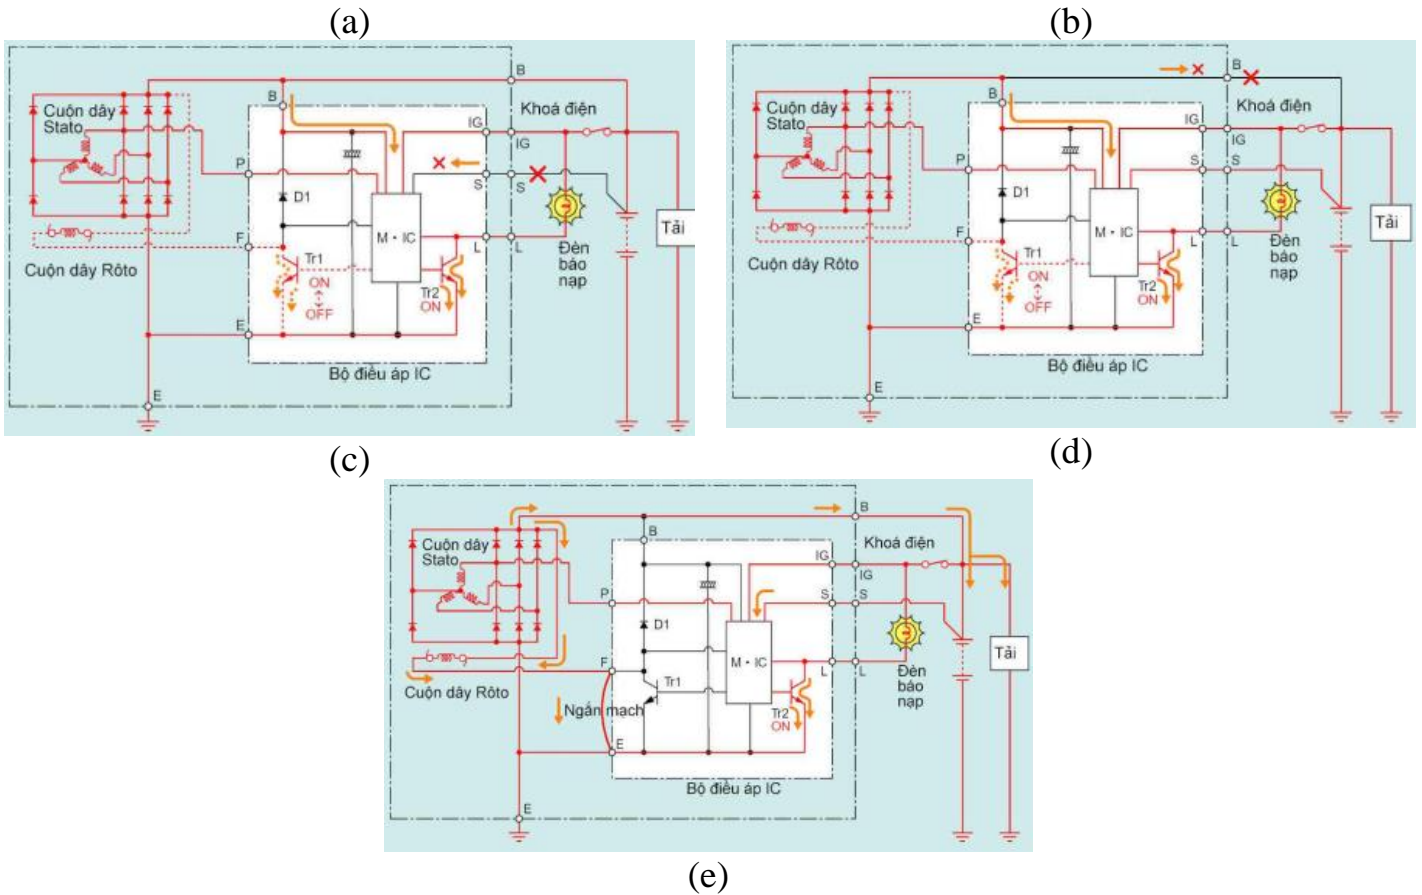 (a)
(b)
B
B
Cuộn dây
Stato
Khoá điện
IG
IG
P
S
S
D1
M • IC
Tải
F
L
L
Đèn
báo
nạp
Cuộn dây Rôto
Tr1
ON
OFF
Tr2
ON
E
Bộ điều áp IC
E
B
B
Cuộn dây
Stato
Khoá điện
IG
IG
P
S
S
D1
M • IC
Tải
F
L
L
Đèn
báo
nạp
Cuộn dây Rôto
Tr1
ON
OFF
Tr2
ON
E
Bộ điều áp IC
E
(c)
(d)
B
B
Cuộn dây
Stato
Khoá điện
IG
IG
P
S
S
D1
M • IC
Tải
F
L
L
Đèn
báo
nạp
Cuộn dây Rôto
Tr1
Ngắn mạch
Tr2
ON
E
Bộ điều áp IC
E
(e)